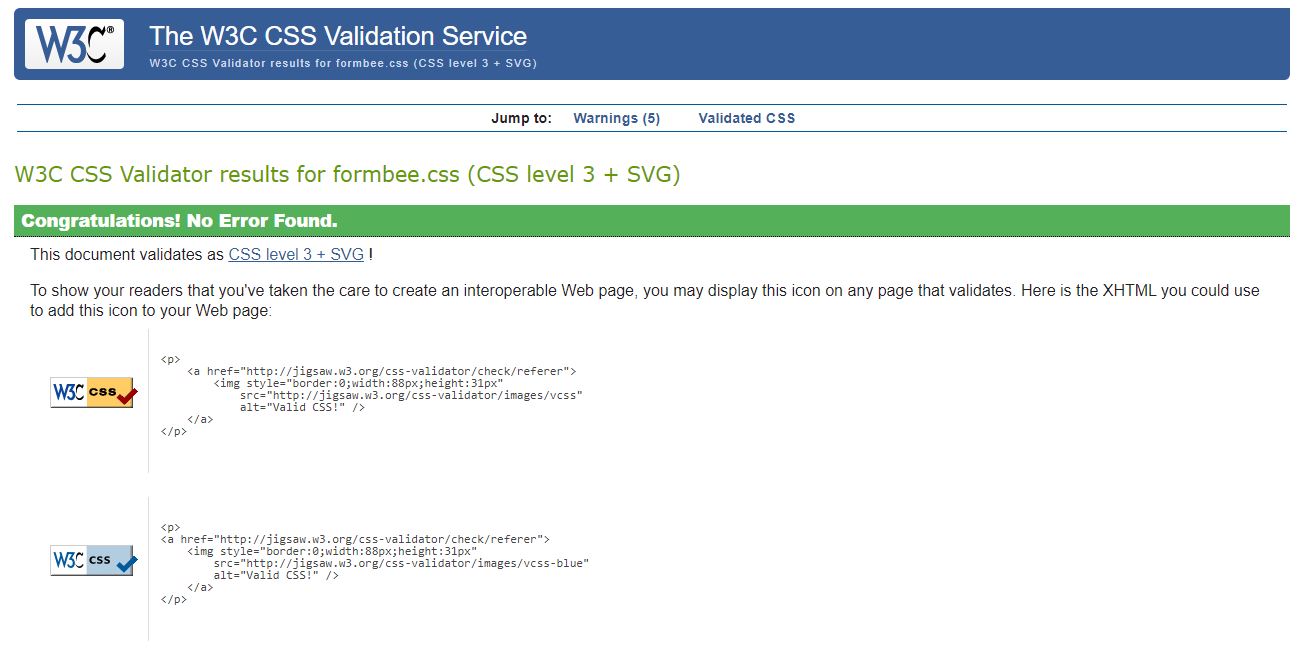 W3C®
The W3C CSS Validation Service
W3C CSS Validator results for formbee.css (CSS level 3 + SVG)
Jump to: Warnings (5) Validated CSS
W3C CSS Validator results for formbee.css (CSS level 3 + SVG)
Congratulations! No Error Found.
This document validates as CSS level 3 + SVG !
To show your readers that you've taken the care to create an interoperable Web page, you may display this icon on any page that validates. Here is the XHTML you could use
to add this icon to your Web page:
W3C css
<p>
<a href="http://jigsaw.w3.org/css-validator/check/referer">
<img style="border:0;width:88px;height:31px"
src="http://jigsaw.w3.org/css-validator/images/vcss"
alt="Valid CSS!" />
</a>
</p>
W3C css
<p>
<a href="http://jigsaw.w3.org/css-validator/check/referer">
<img style="border:0;width:88px;height:31px"
src="http://jigsaw.w3.org/css-validator/images/vcss-blue"
alt="Valid CSS!" />
</a>
</p>